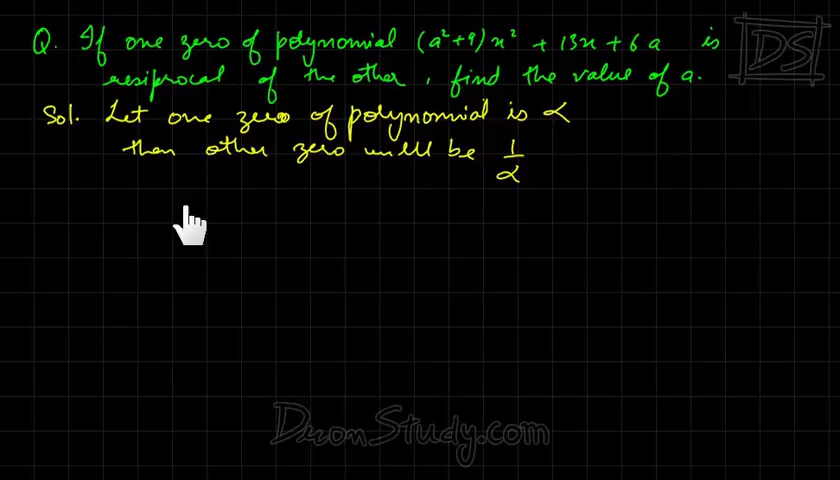 Q. If one zero of polynomial (a²+9)x² + 13x + 6a is
DS
resiprocal of the other, find the value of a.
Sol. Let one zero of polynomial is α
then other zero will be 1/α
DronStudy.com